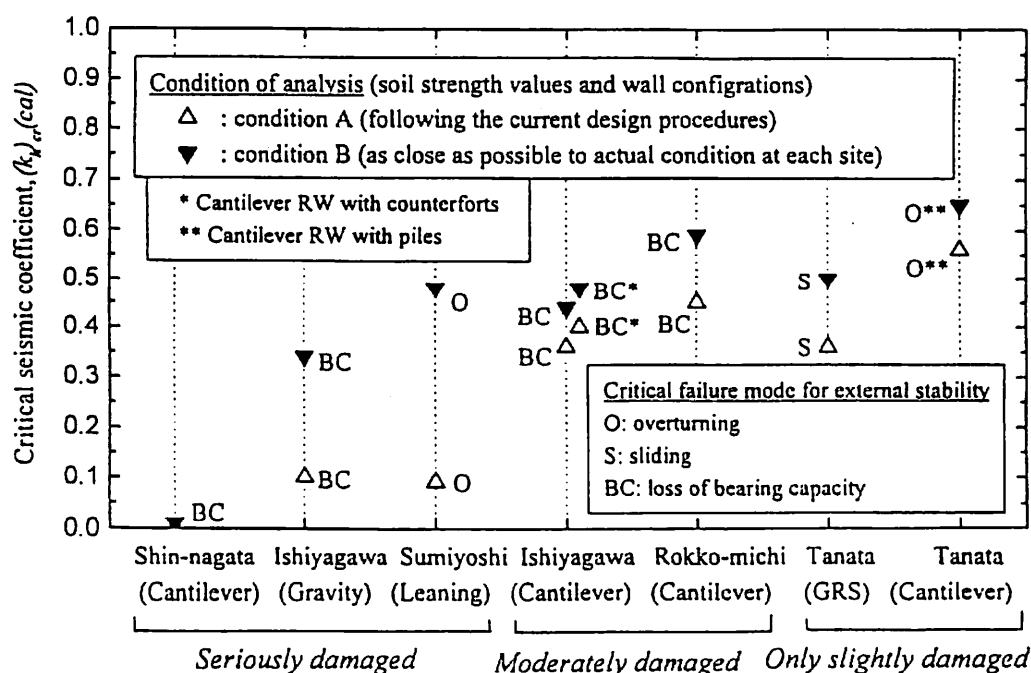 Critical seismic coefficient, (kh)cr(cal)
1.0
0.9
0.8
0.7
0.6
0.5
0.4
0.3
0.2
0.1
0.0
Condition of analysis (soil strength values and wall configrations)
△ : condition A (following the current design procedures)
▼ : condition B (as close as possible to actual condition at each site)
* Cantilever RW with counterforts
** Cantilever RW with piles
BC
BC
BC
O
O
BC
BC*
BC*
BC
BC
BC
S
S
O**
O**
Critical failure mode for external stability
O: overturning
S: sliding
BC: loss of bearing capacity
Shin-nagata
(Cantilever)
Ishiyagawa
(Gravity)
Sumiyoshi
(Leaning)
Ishiyagawa
(Cantilever)
Rokko-michi
(Cantilever)
Tanata
(GRS)
Tanata
(Cantilever)
Seriously damaged
Moderately damaged
Only slightly damaged